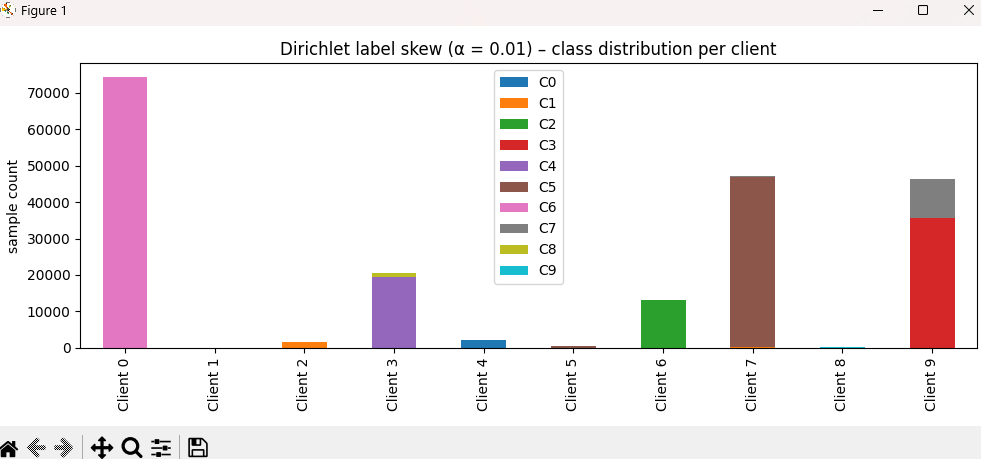 Figure 1
Dirichlet label skew (α = 0.01) – class distribution per client
sample count
70000
60000
50000
40000
30000
20000
10000
0
C0
C1
C2
C3
C4
C5
C6
C7
C8
C9
Client 0
Client 1
Client 2
Client 3
Client 4
Client 5
Client 6
Client 7
Client 8
Client 9